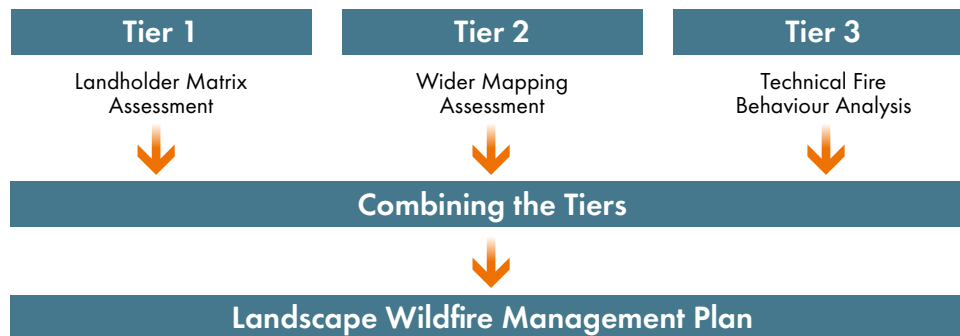 Tier 1
Landholder Matrix
Assessment
Tier 2
Wider Mapping
Assessment
Tier 3
Technical Fire
Behaviour Analysis
Combining the Tiers
Landscape Wildfire Management Plan